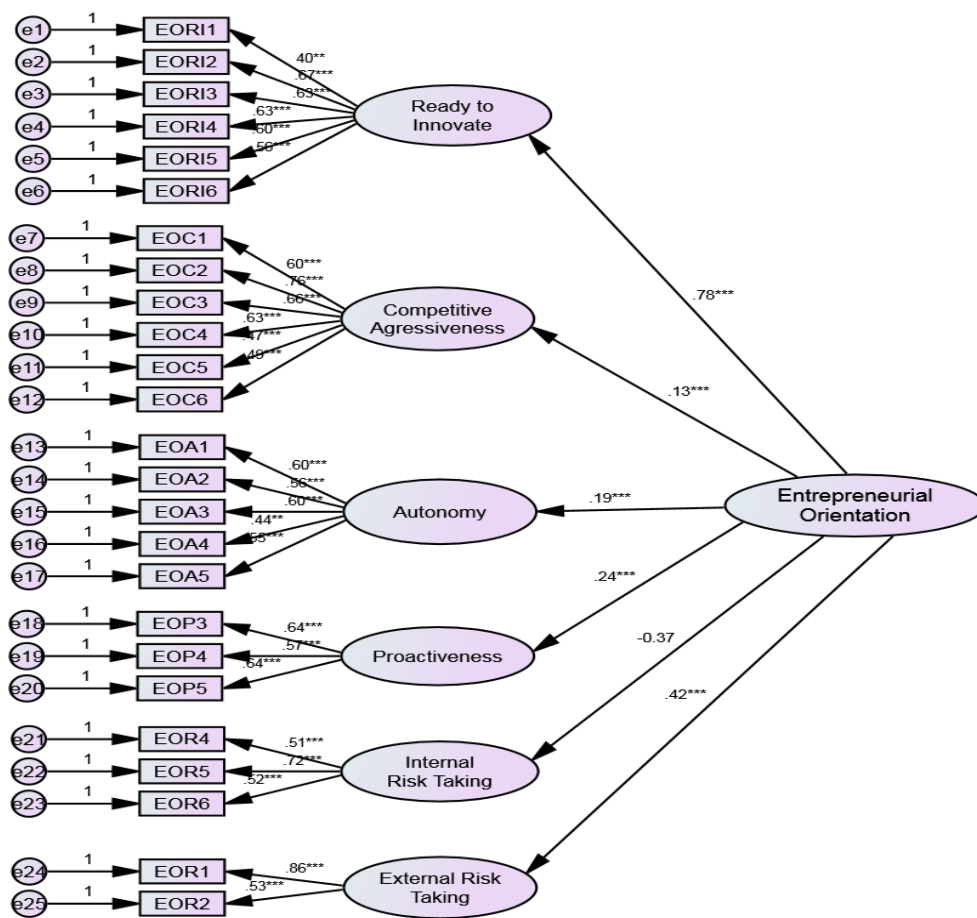 e1 1 EORI1
e2 1 EORI2
e3 1 EORI3
e4 1 EORI4
e5 1 EORI5
e6 1 EORI6
40**
.67***
.63***
.63***
.60***
.56***
Ready to
Innovate
e7 1 EOC1
e8 1 EOC2
e9 1 EOC3
e10 1 EOC4
e11 1 EOC5
e12 1 EOC6
60***
.76***
.66***
.63***
.47***
.49***
Competitive
Agressiveness
e13 1 EOA1
e14 1 EOA2
e15 1 EOA3
e16 1 EOA4
e17 1 EOA5
.60***
.56***
.60***
.44**
.55***
Autonomy
e18 1 EOP3
e19 1 EOP4
e20 1 EOP5
.64***
.57***
.64***
Proactiveness
e21 1 EOR4
e22 1 EOR5
e23 1 EOR6
.51***
.72***
.52***
Internal
Risk Taking
e24 1 EOR1
e25 1 EOR2
.86***
.53***
External Risk
Taking
.78***
.13***
.19***
.24***
-0.37
.42***
Entrepreneurial
Orientation